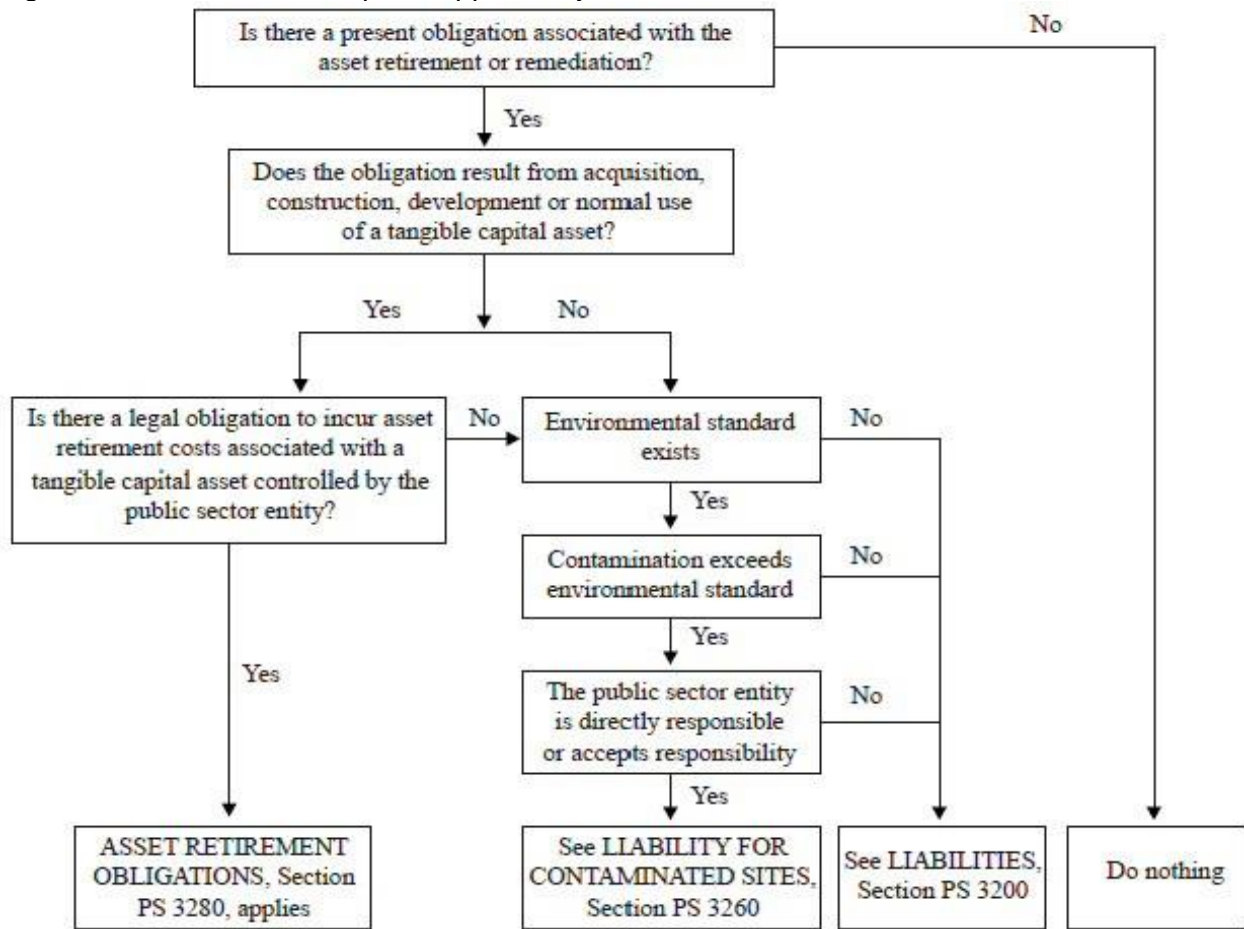 Is there a present obligation associated with the
asset retirement or remediation?
No
Yes
Does the obligation result from acquisition,
construction, development or normal use
of a tangible capital asset?
Yes
No
Is there a legal obligation to incur asset
retirement costs associated with a
tangible capital asset controlled by the
public sector entity?
No
Environmental standard
exists
No
Yes
Contamination exceeds
environmental standard
No
Yes
Yes
The public sector entity
is directly responsible
or accepts responsibility
No
Yes
ASSET RETIREMENT
OBLIGATIONS, Section
PS 3280, applies
See LIABILITY FOR
CONTAMINATED SITES,
Section PS 3260
See LIABILITIES,
Section PS 3200
Do nothing